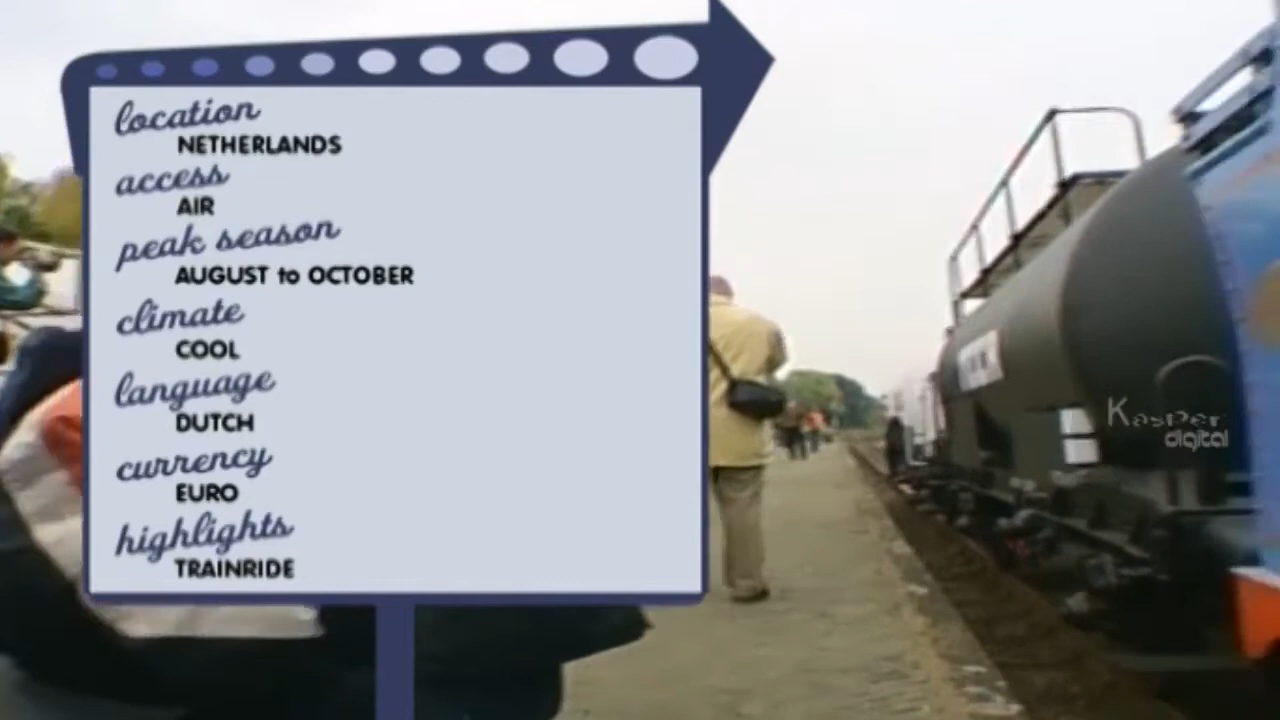 location
NETHERLANDS
access
AIR
peak season
AUGUST to OCTOBER
climate
COOL
language
DUTCH
currency
EURO
highlights
TRAINRIDE
Kasper
digital